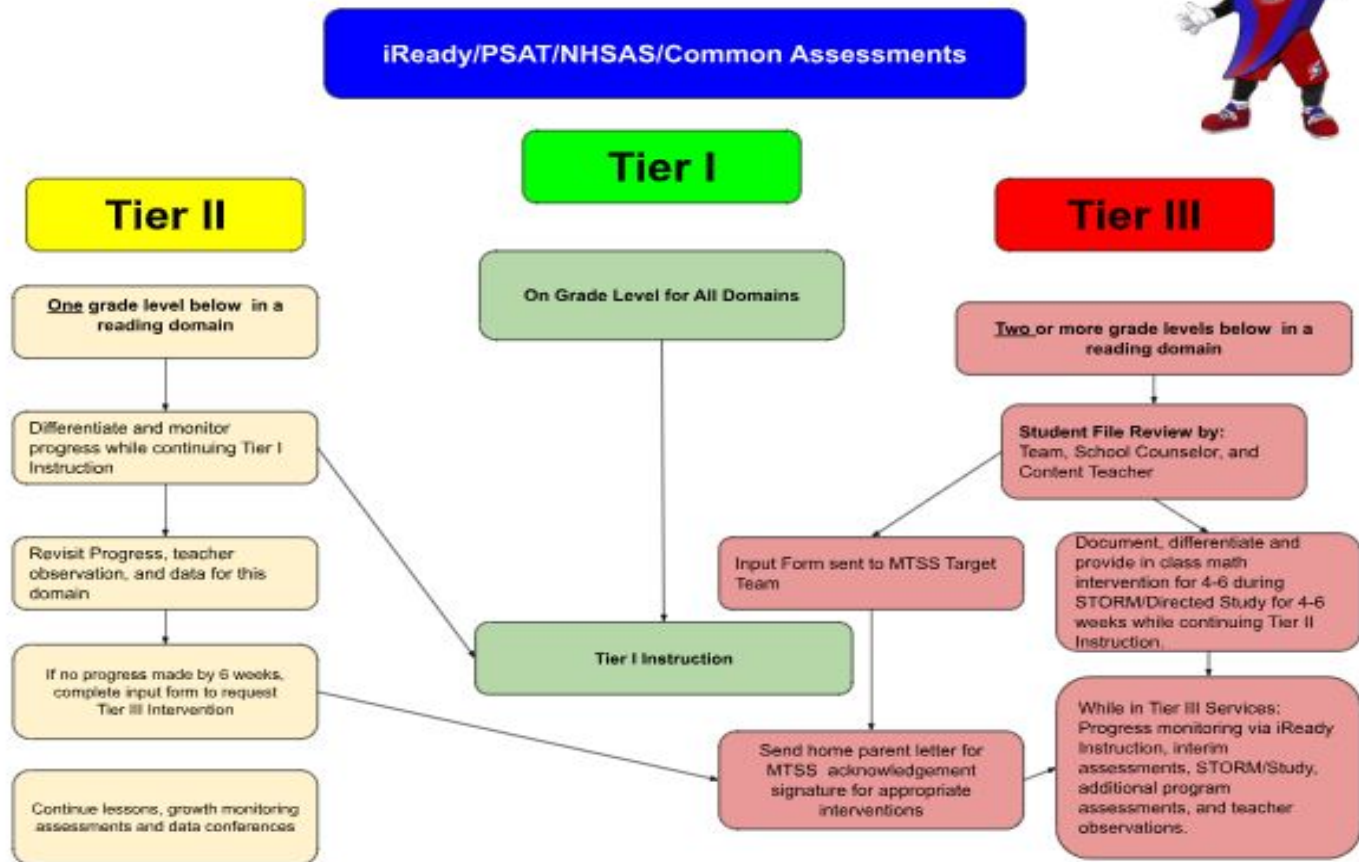 iReady/PSAT/NHSAS/Common Assessments
Tier I
Tier II
Tier III
On Grade Level for All Domains
One grade level below in a
reading domain
Two or more grade levels below in a
reading domain
Differentiate and monitor
progress while continuing Tier I
Instruction
Student File Review by:
Team, School Counselor, and
Content Teacher
Revisit Progress, teacher
observation, and data for this
domain
Input Form sent to MTSS Target
Team
Document, differentiate and
provide in class math
intervention for 4-6 during
STORM/Directed Study for 4-6
weeks while continuing Tier II
Instruction.
If no progress made by 6 weeks,
complete input form to request
Tier III Intervention
Tier I Instruction
While in Tier III Services:
Progress monitoring via iReady
Instruction, interim
assessments, STORM/Study,
additional program
assessments, and teacher
observations.
Send home parent letter for
MTSS acknowledgement
signature for appropriate
interventions
Continue lessons, growth monitoring
assessments and data conferences